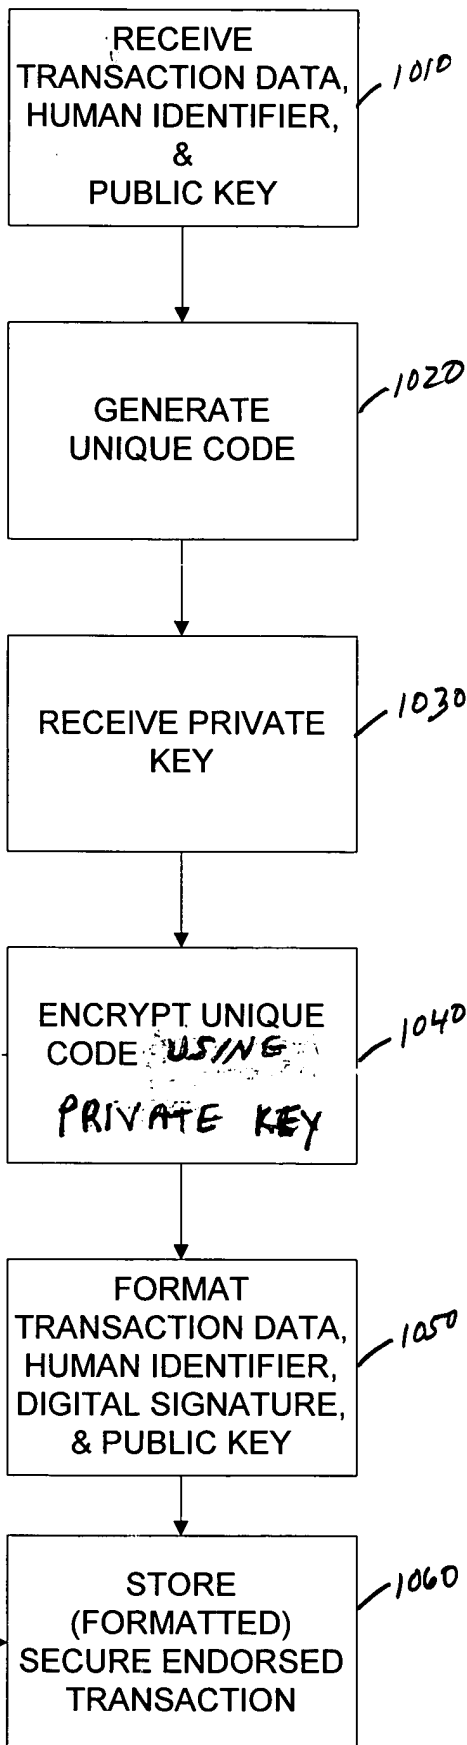 RECEIVE
TRANSACTION DATA,
HUMAN IDENTIFIER,
&
PUBLIC KEY
1010
GENERATE
UNIQUE CODE
1020
RECEIVE PRIVATE
KEY
1030
ENCRYPT UNIQUE
CODE USING
PRIVATE KEY
1040
FORMAT
TRANSACTION DATA,
HUMAN IDENTIFIER,
DIGITAL SIGNATURE,
& PUBLIC KEY
1050
STORE
(FORMATTED)
SECURE ENDORSED
TRANSACTION
1060